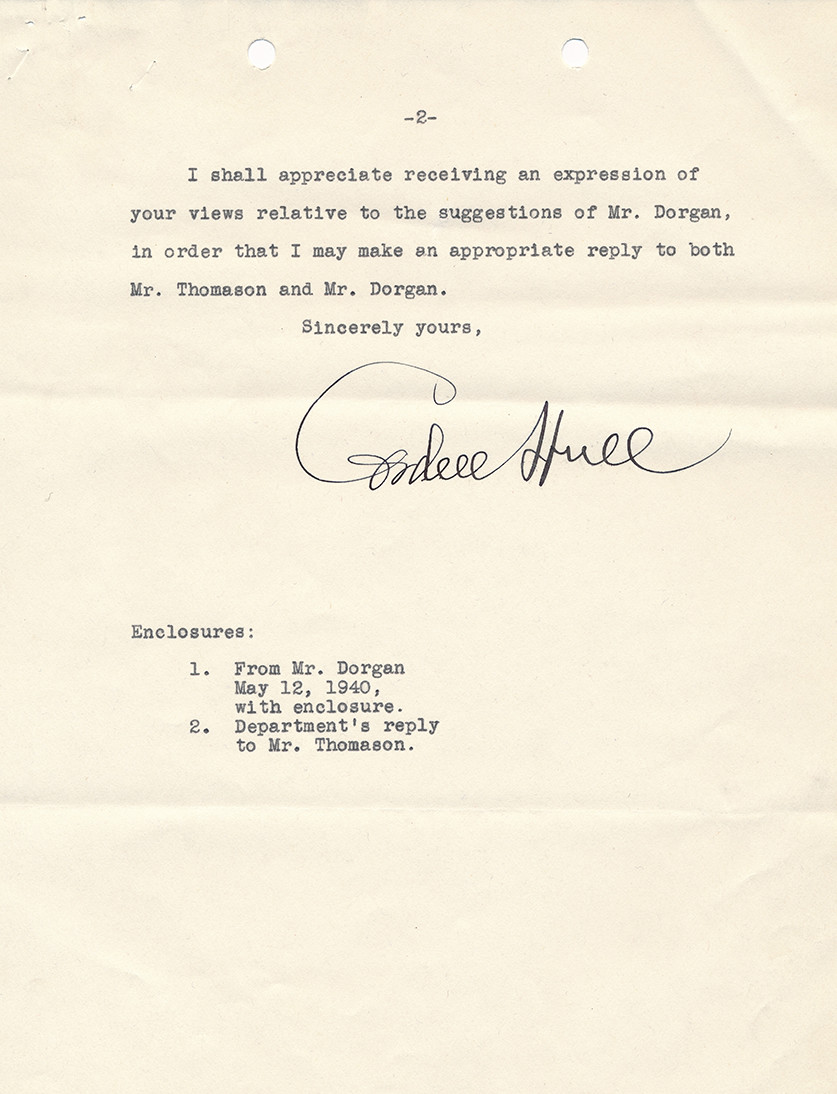 -2-
I shall appreciate receiving an expression of
your views relative to the suggestions of Mr. Dorgan,
in order that I may make an appropriate reply to both
Mr. Thomason and Mr. Dorgan.
Sincerely yours,
Cordell Hull
Enclosures:
1. From Mr. Dorgan
May 12, 1940,
with enclosure.
2. Department's reply
to Mr. Thomason.